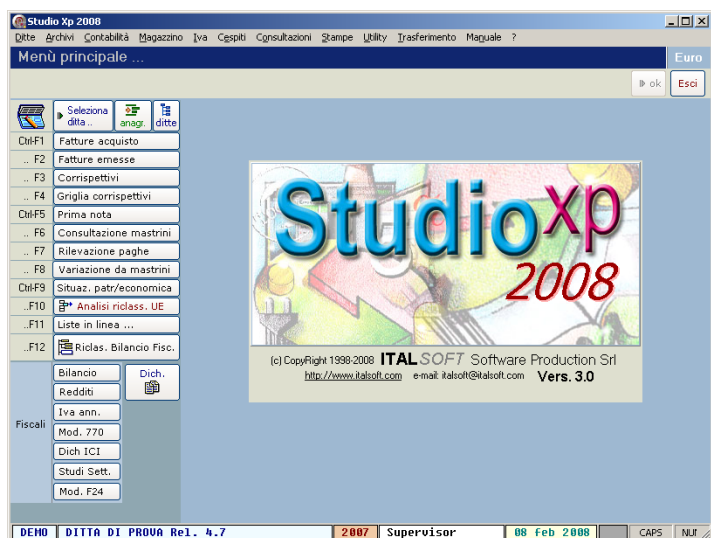 Studio Xp 2008
Ditte Archivi Contabilità Magazzino Iva Cespiti Consultazioni Stampe Utility Trasferimento Manuale ?
Menù principale ... Euro
ok Esci
Seleziona ditta .. anagr. ditte
Ctrl-F1 Fatture acquisto
.. F2 Fatture emesse
.. F3 Corrispettivi
.. F4 Griglia corrispettivi
Ctrl-F5 Prima nota
.. F6 Consultazione mastrini
.. F7 Rilevazione paghe
.. F8 Variazione da mastrini
Ctrl-F9 Situaz. patr/economica
..F10 Analisi riclass. UE
..F11 Liste in linea ...
..F12 Riclas. Bilancio Fisc.
Bilancio Dich.
Redditi
Iva ann.
Fiscali
Mod. 770
Dich ICI
Studi Sett.
Mod. F24
Studio xp
2008
(c) CopyRight 1998-2008 ITALSOFT Software Production Srl
http://www.italsoft.com e-mail: italsoft@italsoft.com Vers. 3.0
DEMO DITTA DI PROVA Rel. 4.7 2007 Supervisor 08 feb 2008 CAPS NUM